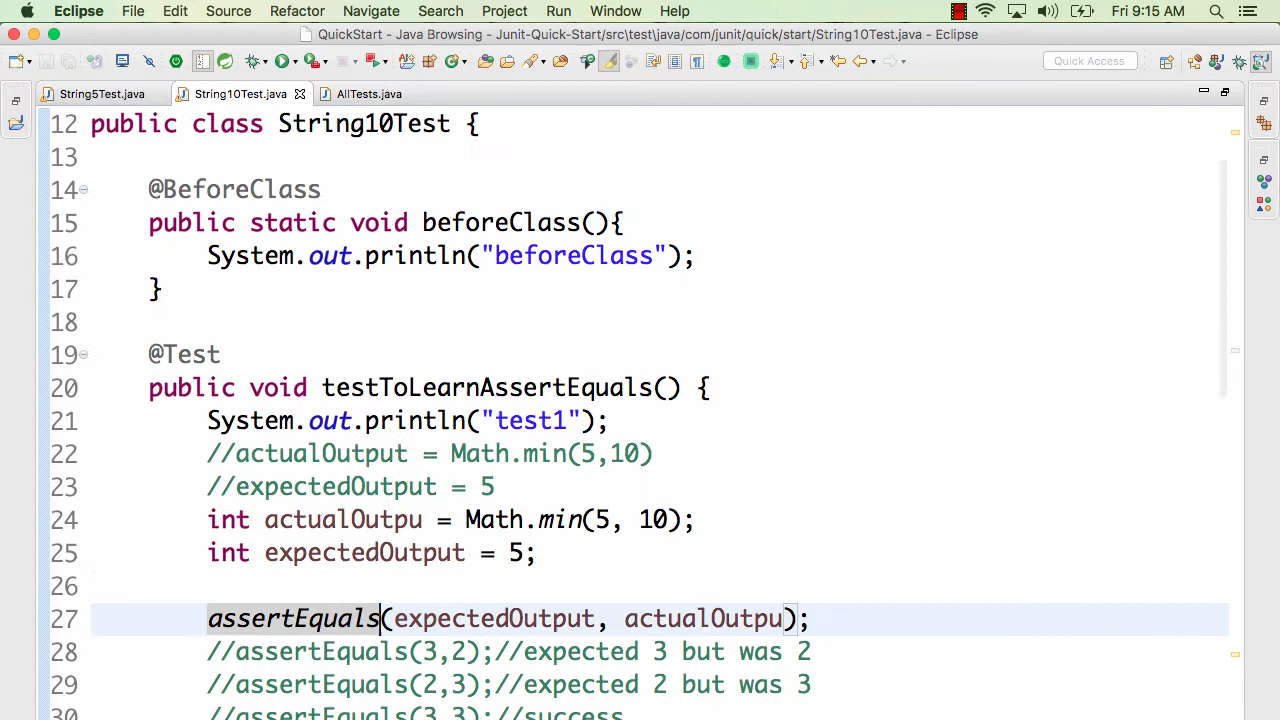 Eclipse File Edit Source Refactor Navigate Search Project Run Window Help Fri 9:15 AM
QuickStart - Java Browsing - Junit-Quick-Start/src/test/java/com/junit/quick/start/String10Test.java - Eclipse
Quick Access
String5Test.java String10Test.java AllTests.java
12 public class String10Test {
13
14 @BeforeClass
15 public static void beforeClass(){
16 System.out.println("beforeClass");
17 }
18
19 @Test
20 public void testToLearnAssertEquals() {
21 System.out.println("test1");
22 //actualOutput = Math.min(5,10)
23 //expectedOutput = 5
24 int actualOutpu = Math.min(5, 10);
25 int expectedOutput = 5;
26
27 assertEquals(expectedOutput, actualOutpu);
28 //assertEquals(3,2);//expected 3 but was 2
29 //assertEquals(2,3);//expected 2 but was 3
30 //assertEquals(3,3);//success